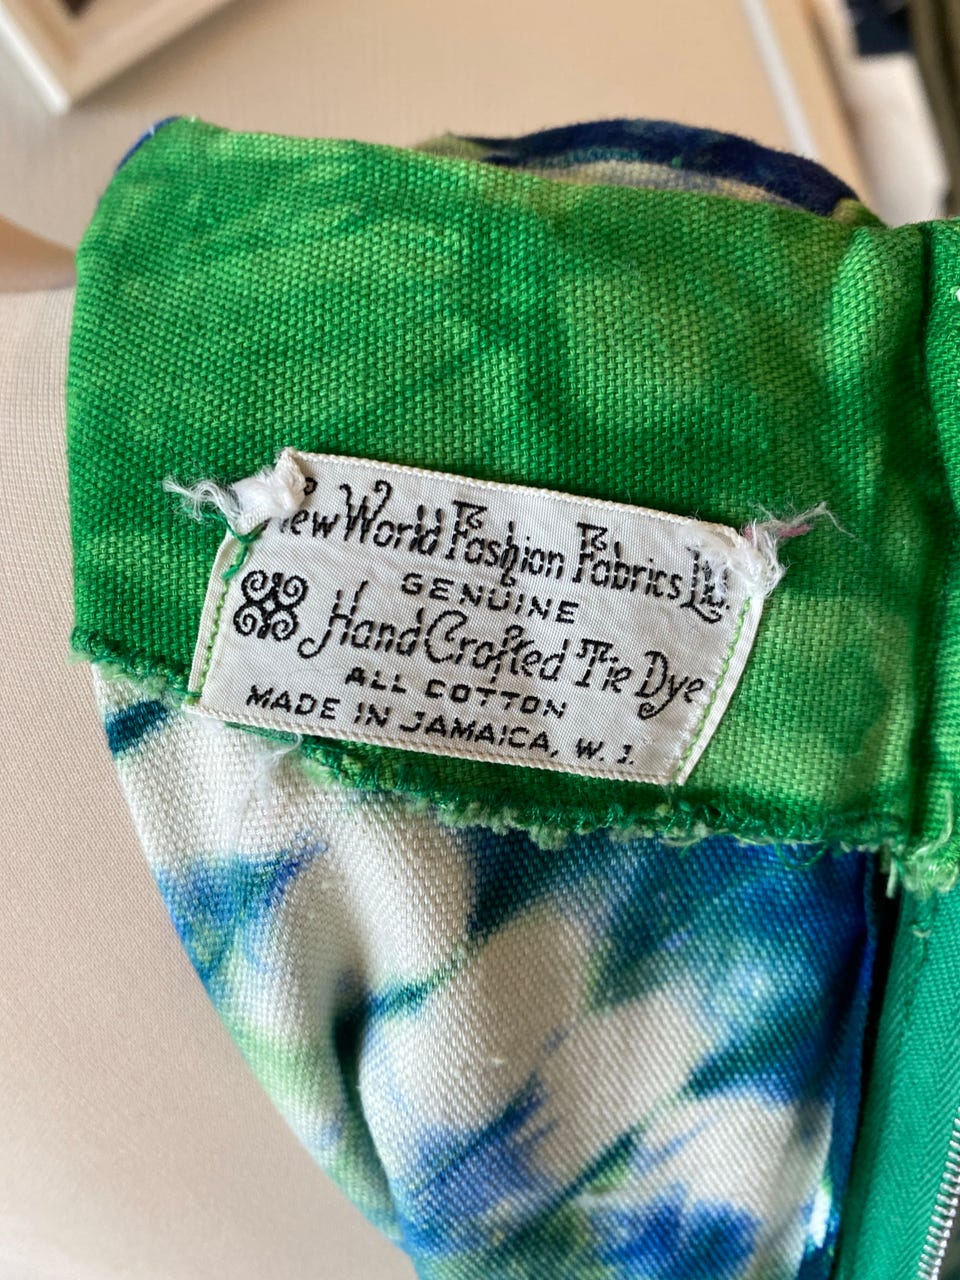 New World Fashion Fabrics Ltd.
GENUINE
Hand Crafted Tie Dye
ALL COTTON
MADE IN JAMAICA, W. I.